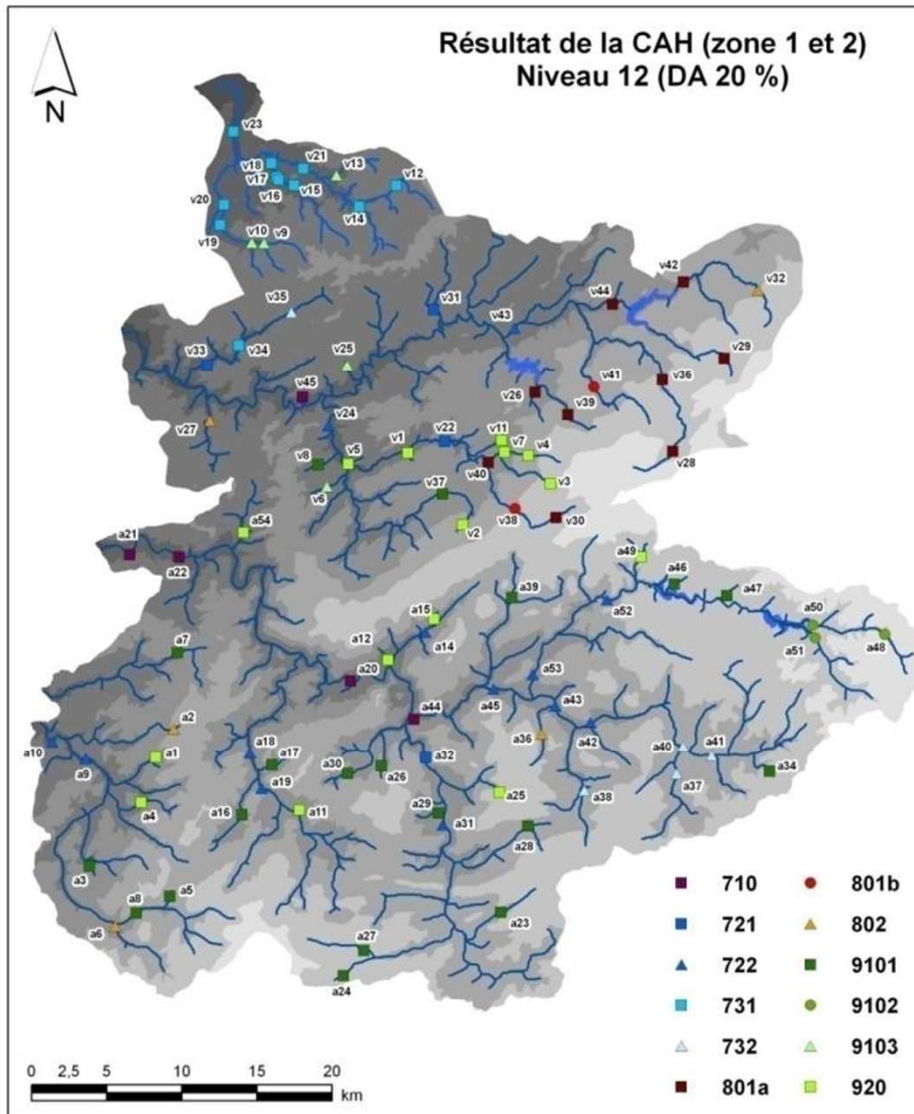 Résultat de la CAH (zone 1 et 2)
Niveau 12 (DA 20 %)
N
v23
v18
v21
v13
v12
v17
v16
v15
v14
v20
v19
v10
v9
v35
v31
v42
v32
v44
v43
v33
v34
v25
v29
v45
v41
v36
v26
v39
v27
v24
v1
v22
v11
v7
v4
v8
v5
v40
v28
v6
v37
v3
v38
v30
v2
a54
a21
a22
a49
a46
a47
a39
a15
a52
a50
a14
a51
a48
a7
a12
a20
a53
a45
a43
a44
a2
a10
a1
a9
a18
a17
a32
a36
a42
a40
a41
a30
a26
a34
a19
a37
a38
a25
a4
a16
a11
a29
a31
a28
a3
a5
a8
a6
a23
a27
a24
710 801b
721 802
722 9101
731 9102
732 9103
801a 920
0 2,5 5 10 15 20
km